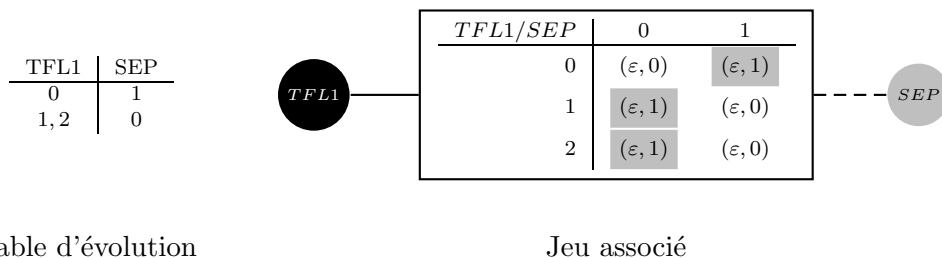 TFL1/SEP 0 1
0 (ε, 0) (ε, 1)
TFL1 SEP
0 1
1, 2 0
TFL1
1 (ε, 1) (ε, 0)
SEP
2 (ε, 1) (ε, 0)
able d'évolution
Jeu associé